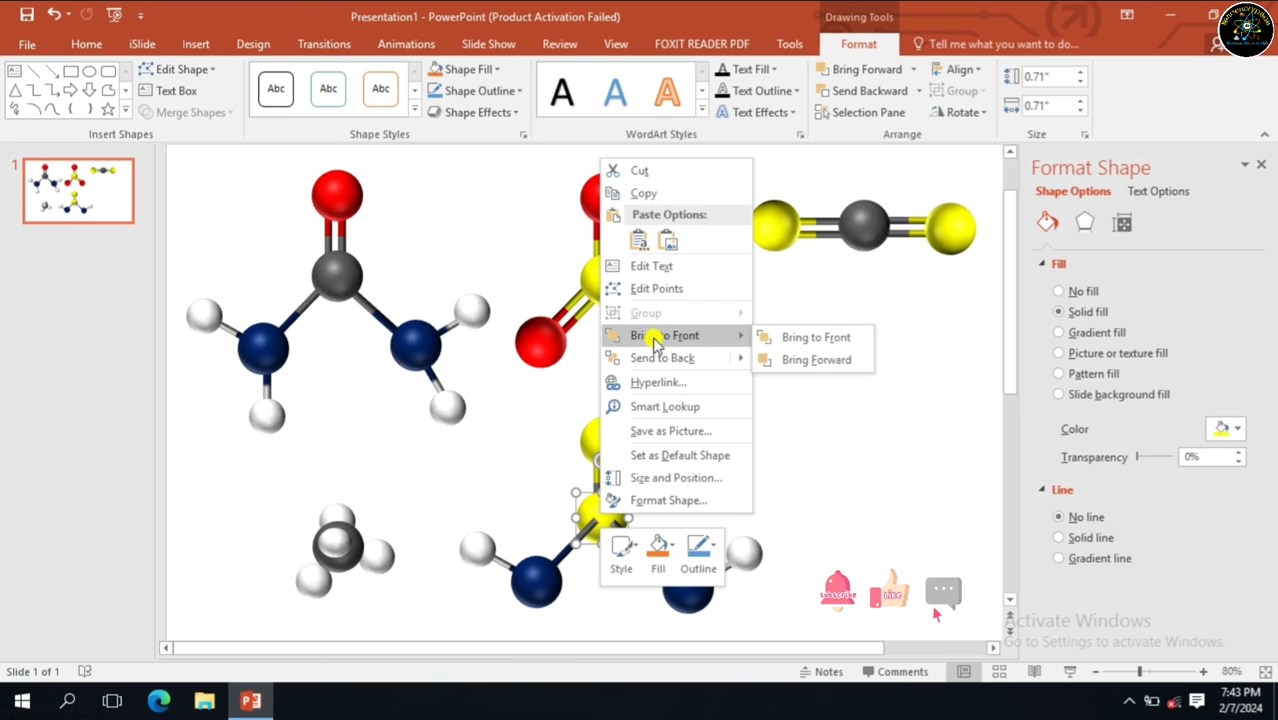 Presentation1 - PowerPoint (Product Activation Failed)
Drawing Tools
File
Home
iSlide
Insert
Design
Transitions
Animations
Slide Show
Review
View
FOXIT READER PDF
Tools
Format
Tell me what you want to do...
Edit Shape
Text Box
Merge Shapes
Insert Shapes
Abc
Abc
Abc
Shape Fill
Shape Outline
Shape Effects
Shape Styles
A
A
A
Text Fill
Text Outline
Text Effects
WordArt Styles
Bring Forward
Send Backward
Selection Pane
Align
Group
Rotate
Arrange
0.71"
0.71"
Size
1
Cut
Copy
Paste Options:
Edit Text
Edit Points
Group
Bring to Front
Send to Back
Hyperlink...
Smart Lookup
Save as Picture...
Set as Default Shape
Size and Position...
Format Shape...
Bring to Front
Bring Forward
Style
Fill
Outline
Format Shape
Shape Options
Text Options
Fill
No fill
Solid fill
Gradient fill
Picture or texture fill
Pattern fill
Slide background fill
Color
Transparency
0%
Line
No line
Solid line
Gradient line
subscribe
Like
Activate Windows
Go to Settings to activate Windows.
Slide 1 of 1
Notes
Comments
80%
7:43 PM
2/7/2024